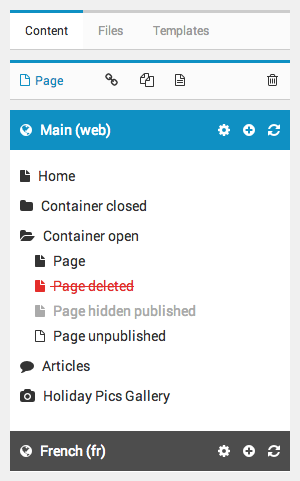 Content Files Templates
Page
Main (web)
Home
Container closed
Container open
Page
Page deleted
Page hidden published
Page unpublished
Articles
Holiday Pics Gallery
French (fr)